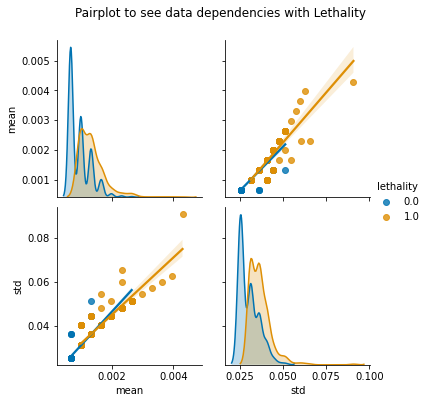 Pairplot to see data dependencies with Lethality
0.005
0.004
0.003
0.002
0.001
mean
mean
lethality
0.0
1.0
0.08
0.06
0.04
std
0.002
0.004
mean
0.025
0.050
0.075
0.100
std